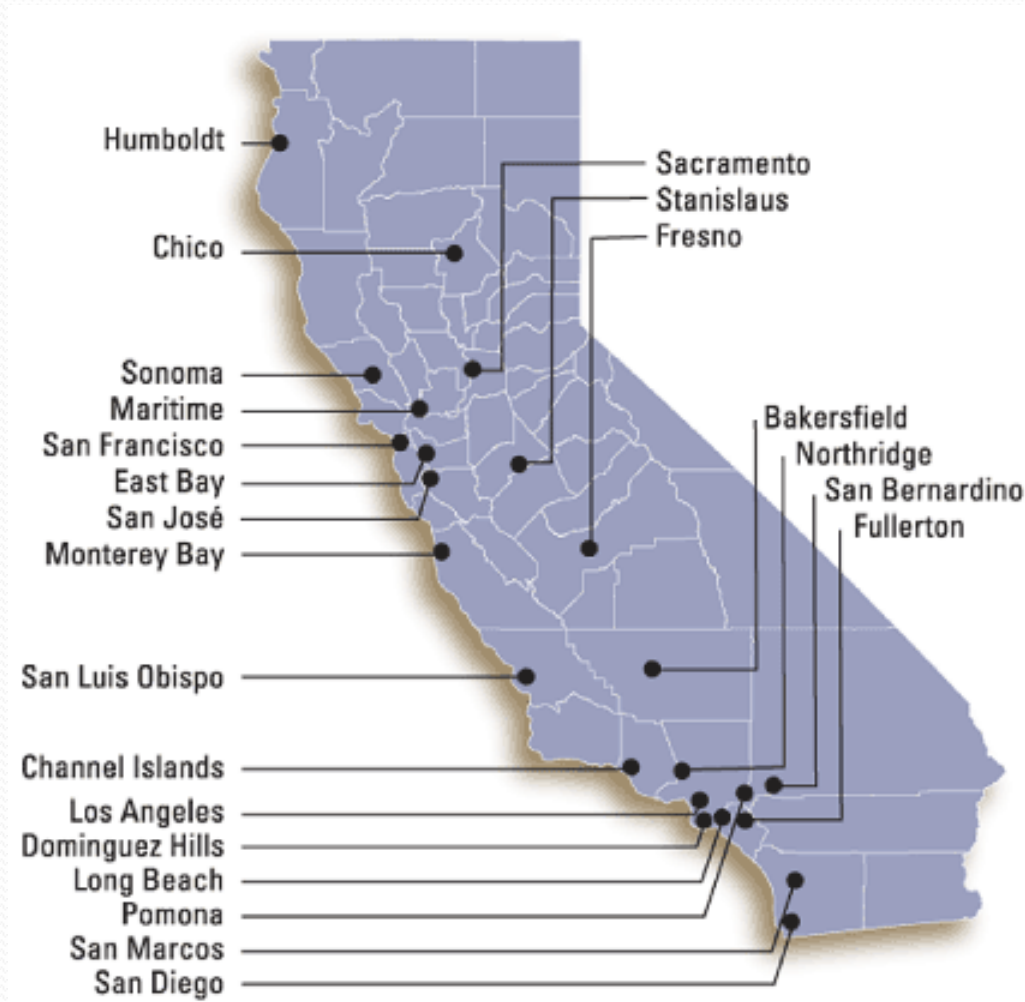 Humboldt
Chico
Sonoma
Maritime
San Francisco
East Bay
San José
Monterey Bay
San Luis Obispo
Channel Islands
Los Angeles
Dominguez Hills
Long Beach
Pomona
San Marcos
San Diego
Sacramento
Stanislaus
Fresno
Bakersfield
Northridge
San Bernardino
Fullerton